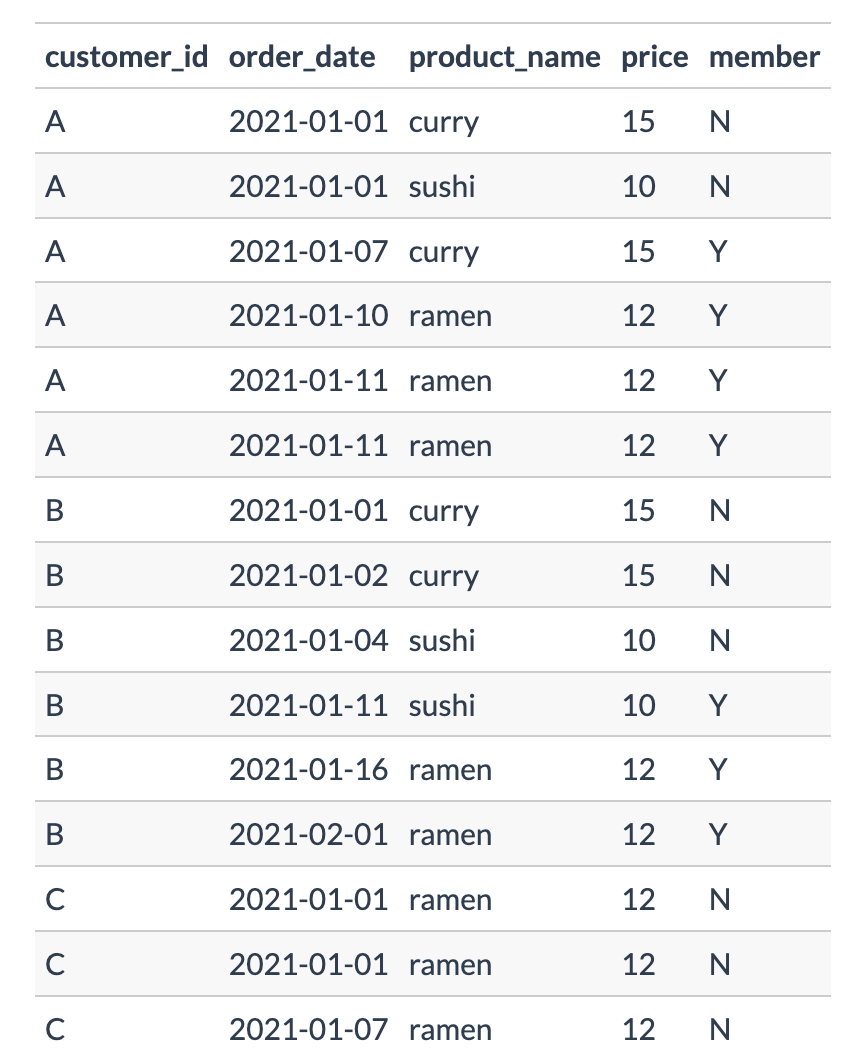 customer_id order_date product_name price member
A 2021-01-01 curry 15 N
A 2021-01-01 sushi 10 N
A 2021-01-07 curry 15 Y
A 2021-01-10 ramen 12 Y
A 2021-01-11 ramen 12 Y
A 2021-01-11 ramen 12 Y
B 2021-01-01 curry 15 N
B 2021-01-02 curry 15 N
B 2021-01-04 sushi 10 N
B 2021-01-11 sushi 10 Y
B 2021-01-16 ramen 12 Y
B 2021-02-01 ramen 12 Y
C 2021-01-01 ramen 12 N
C 2021-01-01 ramen 12 N
C 2021-01-07 ramen 12 N